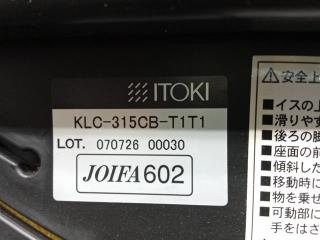 ITOKI
KLC-315CB-T1T1
LOT. 070726 00030
JOIFA602
⚠安全上
■イスの上
■滑りやす
■後ろの脚
■座面の前
■傾斜した
■移動時に
■物を乗せ
■可動部に
手をはさ